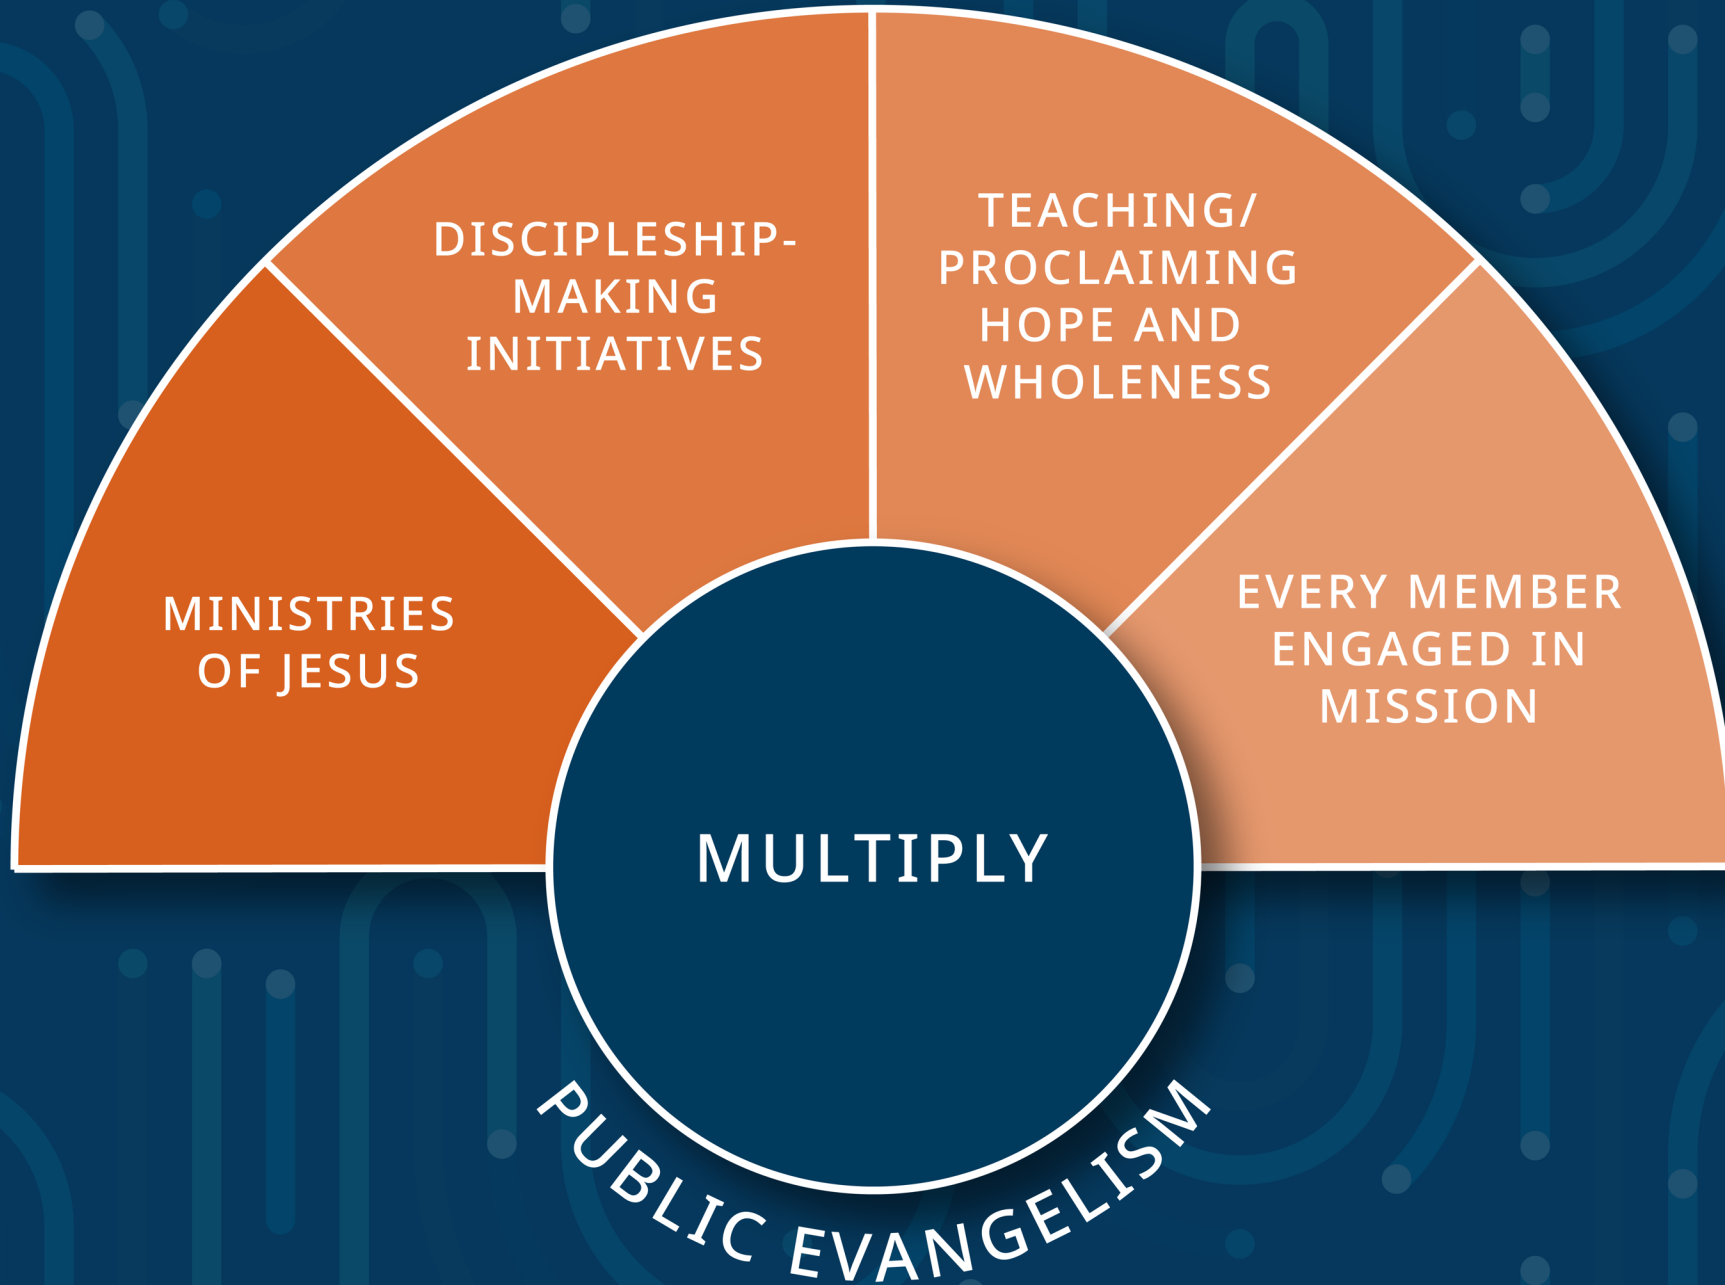 MINISTRIES
OF JESUS
DISCIPLESHIP-
MAKING
INITIATIVES
TEACHING/
PROCLAIMING
HOPE AND
WHOLENESS
EVERY MEMBER
ENGAGED IN
MISSION
MULTIPLY
PUBLIC EVANGELISM